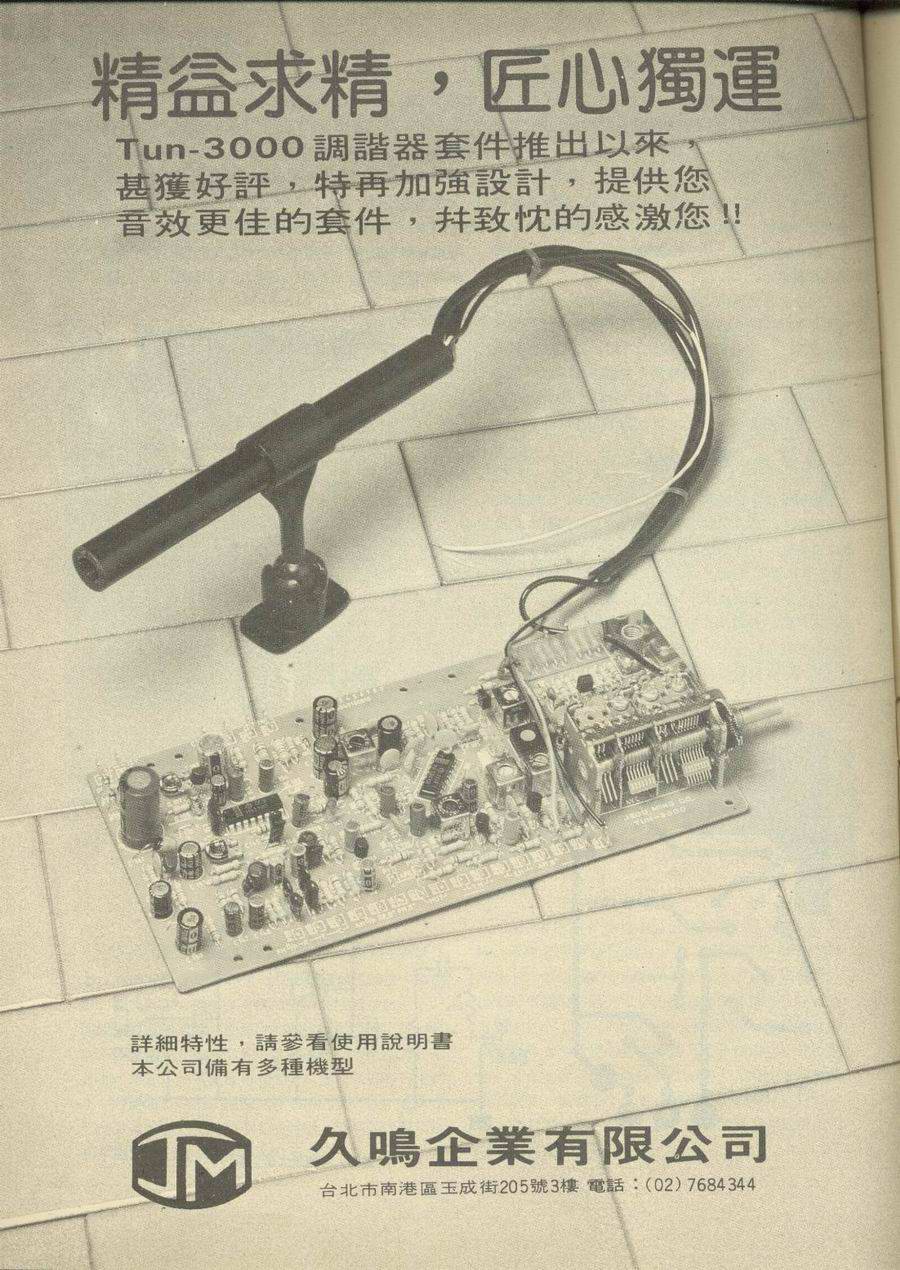 精益求精，匠心獨運
Tun-3000 調諧器套件推出以來，
甚獲好評，特再加強設計，提供您
音效更佳的套件，幷致忱的感激您!!
詳細特性，請參看使用說明書
本公司備有多種機型
JM
久鳴企業有限公司
台北市南港區玉成街205號3樓 電話：(02) 7684344